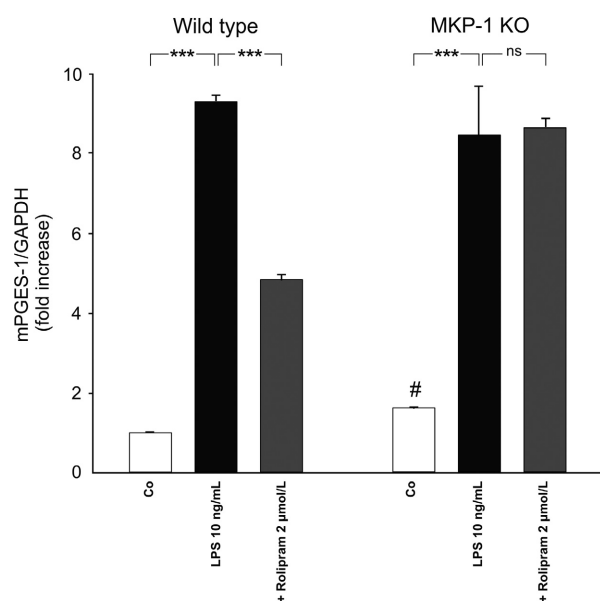 Wild type
MKP-1 KO
*** ***
*** ns
mPGES-1/GAPDH
(fold increase)
10
8
6
4
2
0
#
Co
LPS 10 ng/mL
+ Rolipram 2 µmol/L
Co
LPS 10 ng/mL
+ Rolipram 2 µmol/L